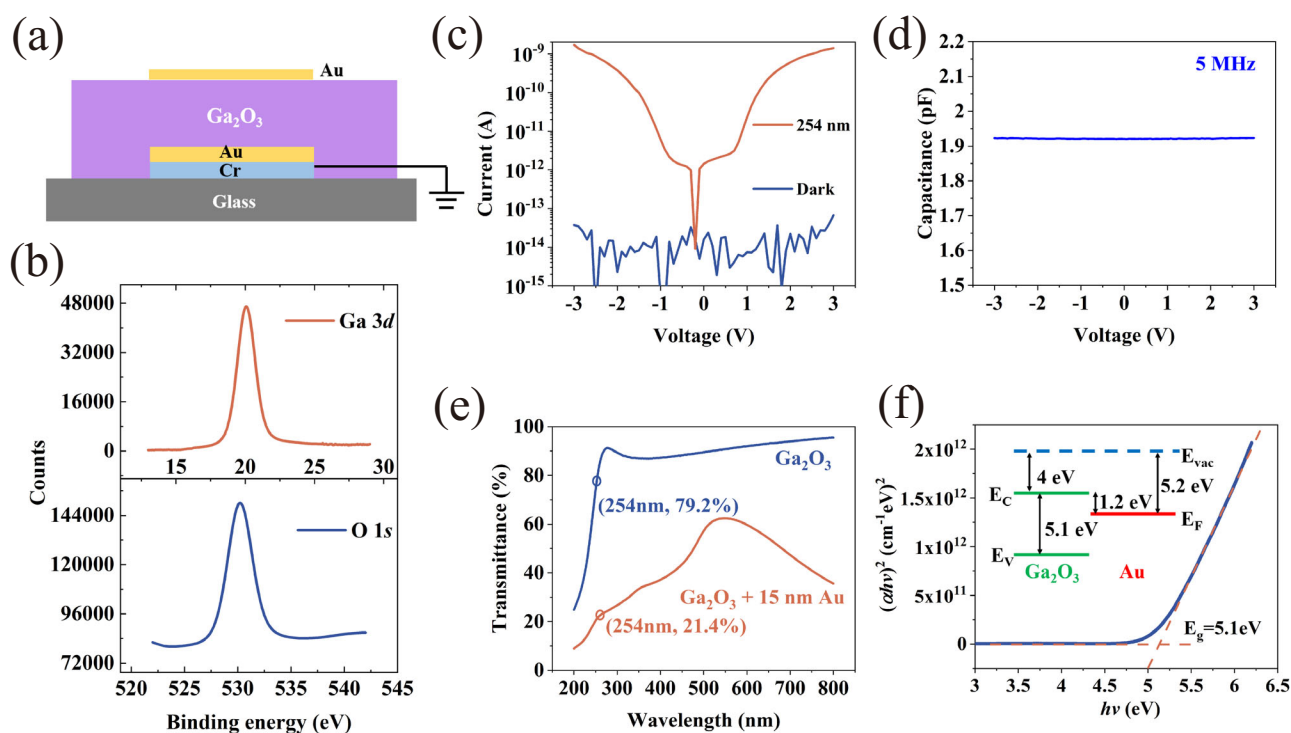 (a)
Au
Ga₂O₃
Au
Cr
Glass
(b)
Counts
48000
32000
16000
0
Ga 3d
15
20
25
29
30
144000
120000
96000
72000
O 1s
520
525
530
535
540
545
Binding energy (eV)
(c)
Current (A)
10⁻⁹
10⁻¹⁰
10⁻¹¹
10⁻¹²
10⁻¹³
10⁻¹⁴
10⁻¹⁵
254 nm
Dark
-3
-2
-1
0
1
2
3
Voltage (V)
(d)
Capacitance (pF)
2.2
2.1
2
1.9
1.8
1.7
1.6
1.5
5 MHz
-3
-2
-1
0
1
2
3
Voltage (V)
(e)
Transmittance (%)
100
80
60
40
20
0
Ga₂O₃
(254nm, 79.2%)
Ga₂O₃ + 15 nm Au
(254nm, 21.4%)
200
300
400
500
600
700
800
Wavelength (nm)
(f)
(αhν)² (cm⁻¹eV)²
2x10¹²
1.5x10¹²
1x10¹²
5x10¹¹
0
E_vac
4 eV
5.2 eV
E_C
1.2 eV
E_F
5.1 eV
E_V
Ga₂O₃
Au
E_g=5.1eV
3
3.5
4
4.5
5
5.5
6
6.5
hν (eV)